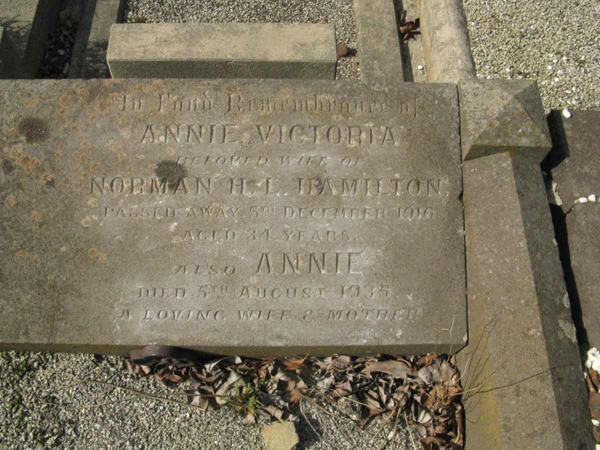 In Fond Remembrance of
ANNIE VICTORIA
BELOVED WIFE OF
NORMAN H. L. HAMILTON.
PASSED AWAY 5TH DECEMBER 1916
AGED 34 YEARS.
ALSO ANNIE
DIED 5TH AUGUST 1935
A LOVING WIFE & MOTHER